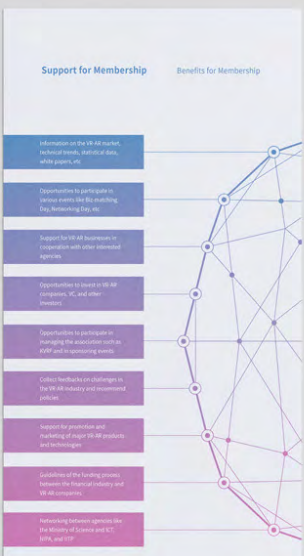 Support for Membership
Benefits for Membership
Information on the VR·AR market,
technical trends, statistical data,
white papers, etc
Opportunities to participate in
various events like Biz-matching
Day, Networking Day, etc
Support for VR·AR businesses in
cooperation with other interested
agencies
Opportunities to invest in VR·AR
companies, VC, and other
investors
Opportunities to participate in
managing the association such as
KVRF and in sponsoring events
Collect feedbacks on challenges in
the VR·AR industry and movement
policies
Support for promotion and
marketing of major VR·AR products
and technologies
Guidelines of the funding process
between the financial industry and
VR·AR companies
Networking between agencies like
the Ministry of Science and ICT,
NIPA, and IITP